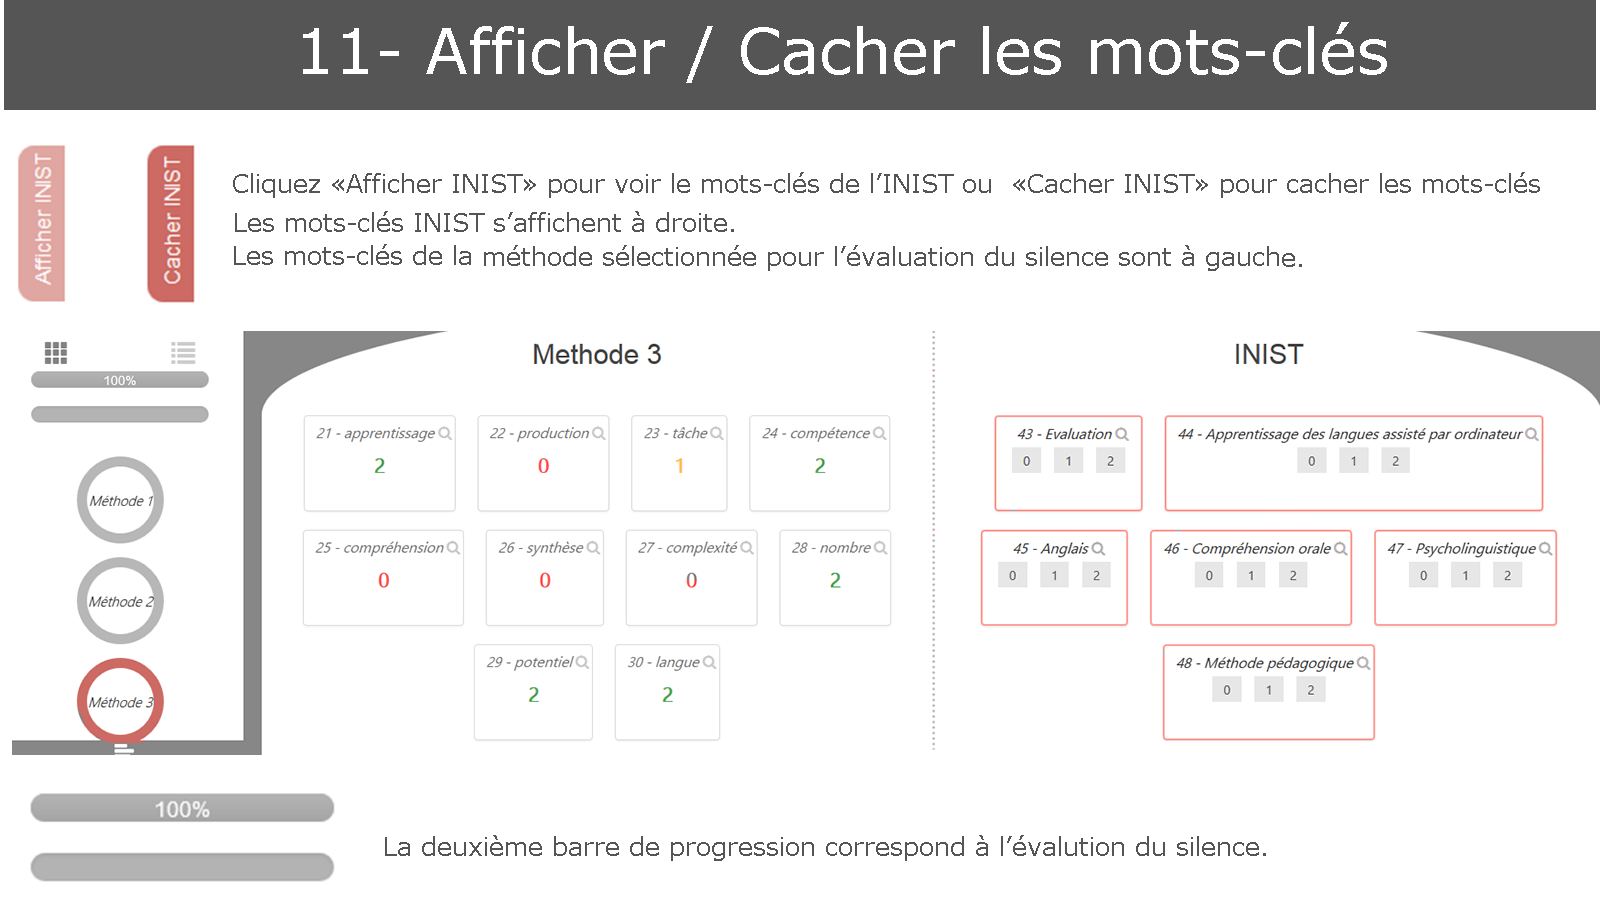 11- Afficher / Cacher les mots-clés
Afficher INIST
Cacher INIST
Cliquez «Afficher INIST» pour voir le mots-clés de l’INIST ou «Cacher INIST» pour cacher les mots-clés
Les mots-clés INIST s’affichent à droite.
Les mots-clés de la méthode sélectionnée pour l’évaluation du silence sont à gauche.
100%
Méthode 1
Méthode 2
Méthode 3
Methode 3
21 - apprentissage
2
22 - production
0
23 - tâche
1
24 - compétence
2
25 - compréhension
0
26 - synthèse
0
27 - complexité
0
28 - nombre
2
29 - potentiel
2
30 - langue
2
INIST
43 - Evaluation
0 1 2
44 - Apprentissage des langues assisté par ordinateur
0 1 2
45 - Anglais
0 1 2
46 - Compréhension orale
0 1 2
47 - Psycholinguistique
0 1 2
48 - Méthode pédagogique
0 1 2
100%
La deuxième barre de progression correspond à l’évalution du silence.